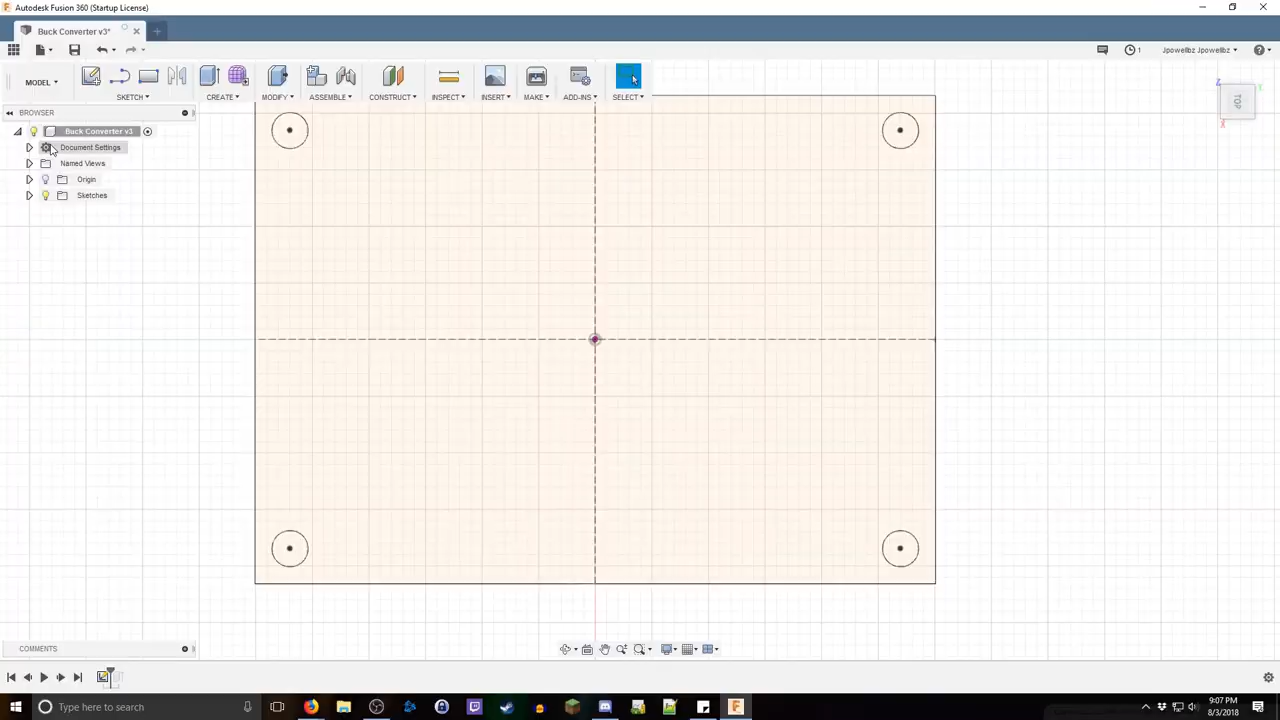 Autodesk Fusion 360 (Startup License)
Buck Converter v3*
1
Jpowellbz Jpowellbz
MODEL
SKETCH
CREATE
MODIFY
ASSEMBLE
CONSTRUCT
INSPECT
INSERT
MAKE
ADD-INS
SELECT
BROWSER
Buck Converter v3
Document Settings
Named Views
Origin
Sketches
TOP
Z
Y
X
COMMENTS
Type here to search
9:07 PM
8/3/2018